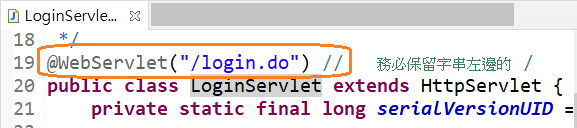 LoginServle...
18 */
19 @WebServlet("/login.do") // 務必保留字串左邊的 /
20 public class LoginServlet extends HttpServlet {
21 private static final long serialVersionUID =